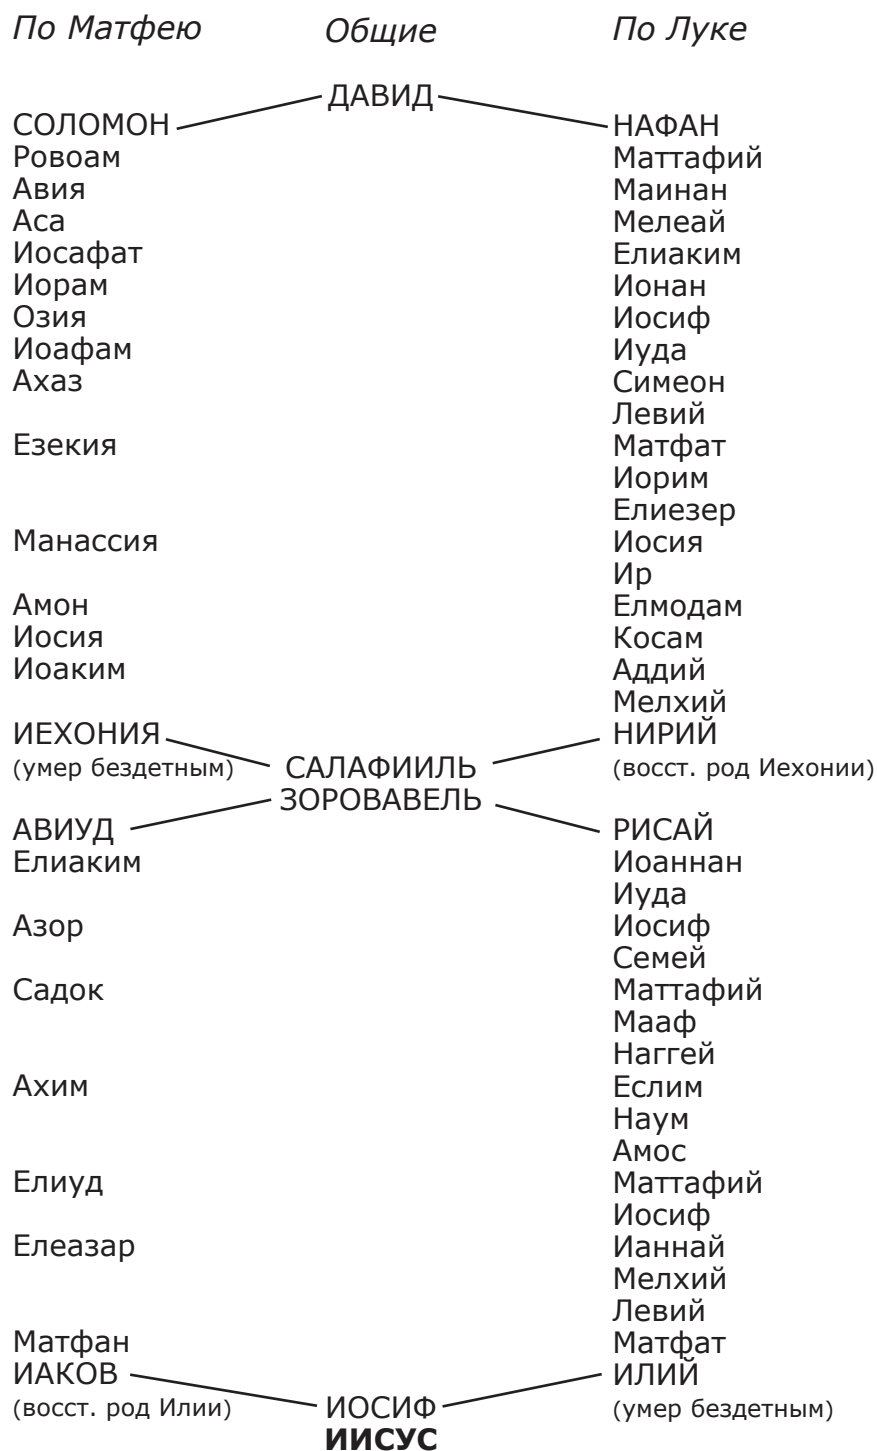 По Матфею Общие По Луке
ДАВИД
СОЛОМОН НАФАН
Ровоам Маттафий
Авия Маинан
Аса Мелеай
Иосафат Елиаким
Иорам Ионан
Озия Иосиф
Иоафам Иуда
Ахаз Симеон
Левий
Езекия Матфат
Иорим
Елиезер
Манассия Иосия
Ир
Амон Елмодам
Иосия Косам
Иоаким Аддий
Мелхий
ИЕХОНИЯ НИРИЙ
(умер бездетным) САЛАФИИЛЬ (восст. род Иехонии)
ЗОРОВАВЕЛЬ
АВИУД РИСАЙ
Елиаким Иоаннан
Иуда
Азор Иосиф
Семей
Садок Маттафий
Мааф
Наггей
Ахим Еслим
Наум
Амос
Елиуд Маттафий
Иосиф
Елеазар Ианнай
Мелхий
Левий
Матфан Матфат
ИАКОВ ИЛИЙ
(восст. род Илии) ИОСИФ (умер бездетным)
ИИСУС